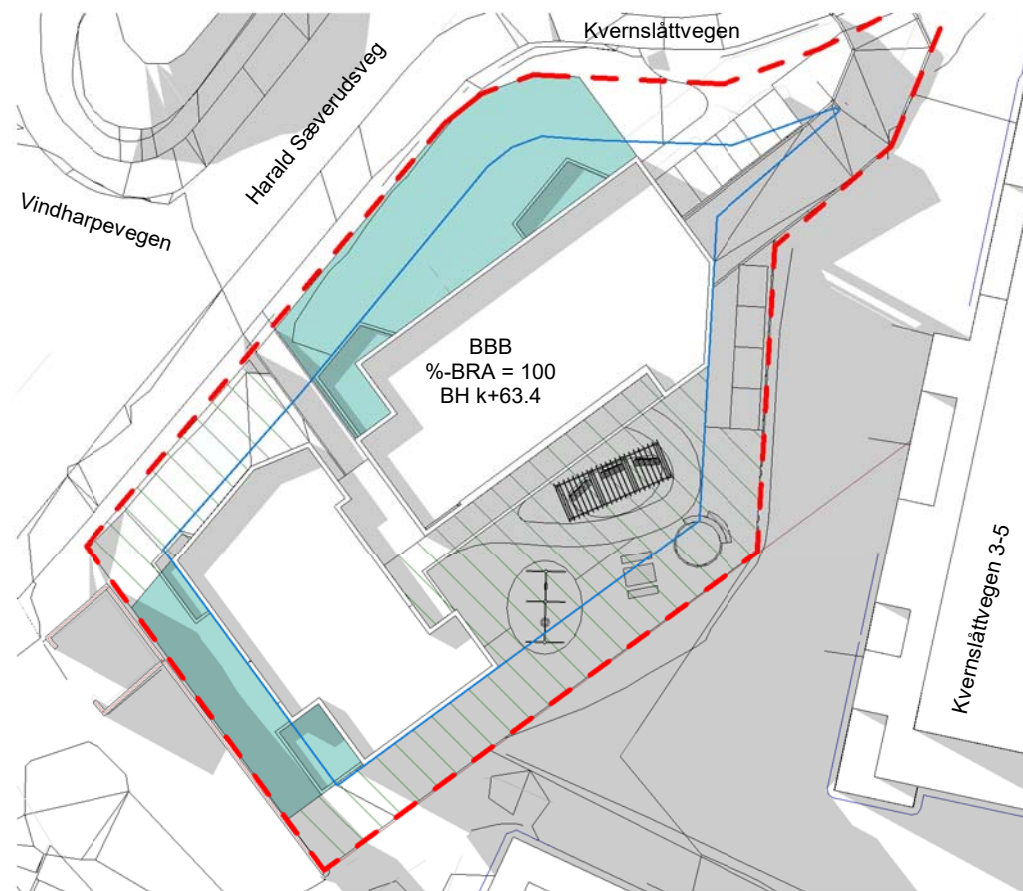 Kvernslåttvegen
Harald Sæverudsveg
Vindharpevegen
BBB
%-BRA = 100
BH k+63.4
Kvernslåttvegen 3-5